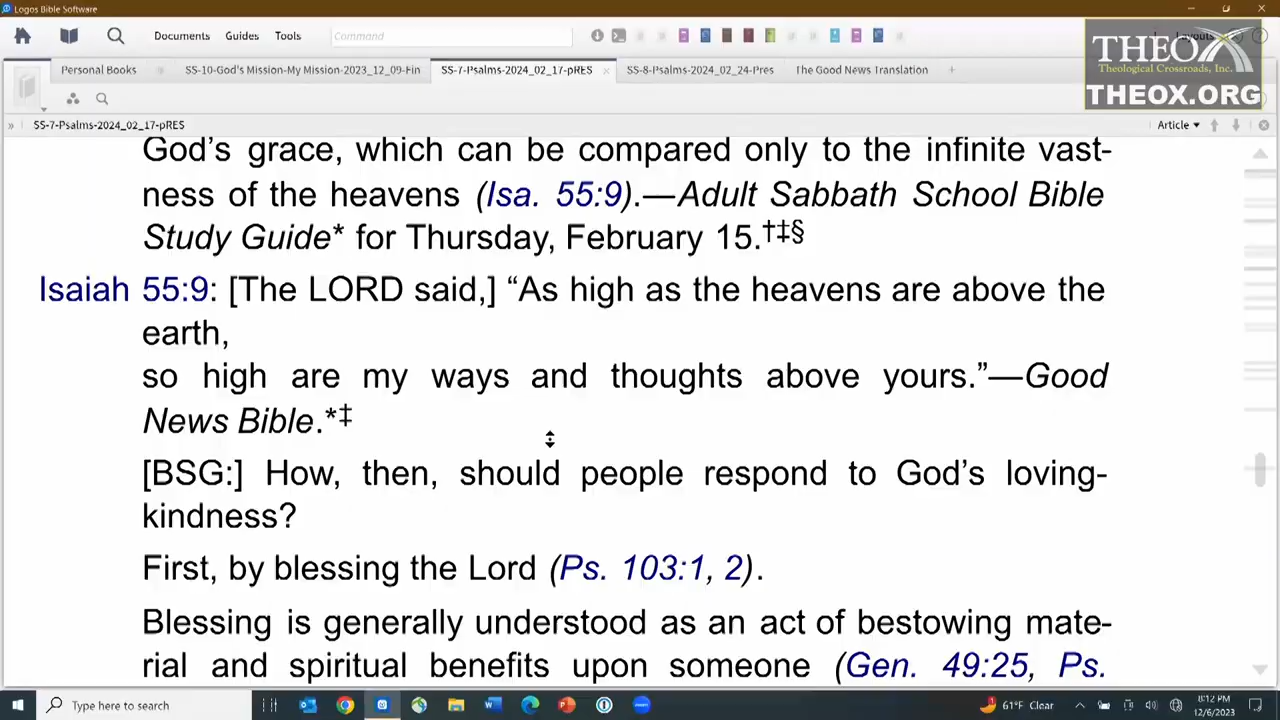 Logos Bible Software
Documents Guides Tools Command Layouts
THEOX
Theological Crossroads, Inc.
THEOX.ORG
Personal Books SS-10-God's Mission-My Mission-2023_12_09-Fin SS-7-Psalms-2024_02_17-pRES SS-8-Psalms-2024_02_24-Pres The Good News Translation
SS-7-Psalms-2024_02_17-pRES Article
God’s grace, which can be compared only to the infinite vast-
ness of the heavens (Isa. 55:9).—Adult Sabbath School Bible
Study Guide* for Thursday, February 15.†‡§
Isaiah 55:9: [The LORD said,] “As high as the heavens are above the
earth,
so high are my ways and thoughts above yours.”—Good
News Bible.*‡
[BSG:] How, then, should people respond to God’s loving-
kindness?
First, by blessing the Lord (Ps. 103:1, 2).
Blessing is generally understood as an act of bestowing mate-
rial and spiritual benefits upon someone (Gen. 49:25, Ps.
Type here to search 61°F Clear 8:12 PM
12/6/2023